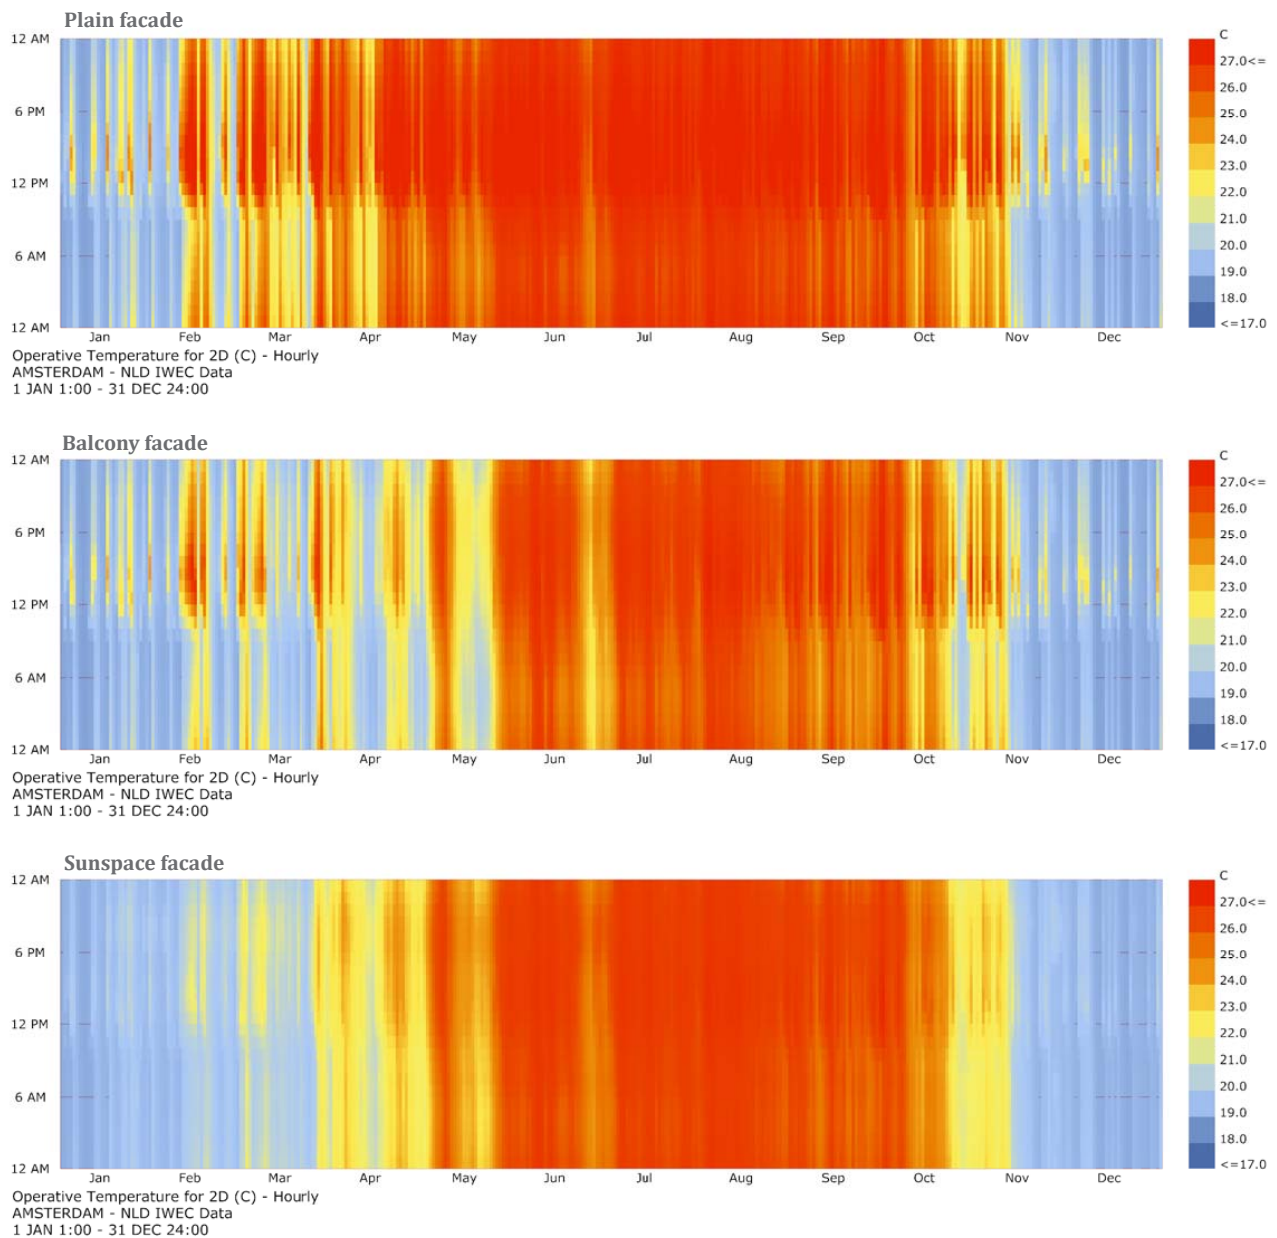 Plain facade
12 AM
6 PM
12 PM
6 AM
12 AM
Jan Feb Mar Apr May Jun Jul Aug Sep Oct Nov Dec
C
27.0<=
26.0
25.0
24.0
23.0
22.0
21.0
20.0
19.0
18.0
<=17.0
Operative Temperature for 2D (C) - Hourly
AMSTERDAM - NLD IWEC Data
1 JAN 1:00 - 31 DEC 24:00
Balcony facade
12 AM
6 PM
12 PM
6 AM
12 AM
Jan Feb Mar Apr May Jun Jul Aug Sep Oct Nov Dec
C
27.0<=
26.0
25.0
24.0
23.0
22.0
21.0
20.0
19.0
18.0
<=17.0
Operative Temperature for 2D (C) - Hourly
AMSTERDAM - NLD IWEC Data
1 JAN 1:00 - 31 DEC 24:00
Sunspace facade
12 AM
6 PM
12 PM
6 AM
12 AM
Jan Feb Mar Apr May Jun Jul Aug Sep Oct Nov Dec
C
27.0<=
26.0
25.0
24.0
23.0
22.0
21.0
20.0
19.0
18.0
<=17.0
Operative Temperature for 2D (C) - Hourly
AMSTERDAM - NLD IWEC Data
1 JAN 1:00 - 31 DEC 24:00